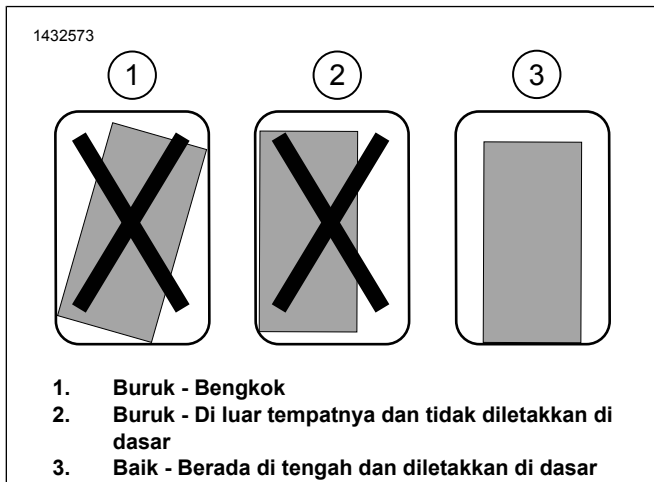 1432573
1 2 3
1. Buruk - Bengkok
2. Buruk - Di luar tempatnya dan tidak diletakkan di
dasar
3. Baik - Berada di tengah dan diletakkan di dasar